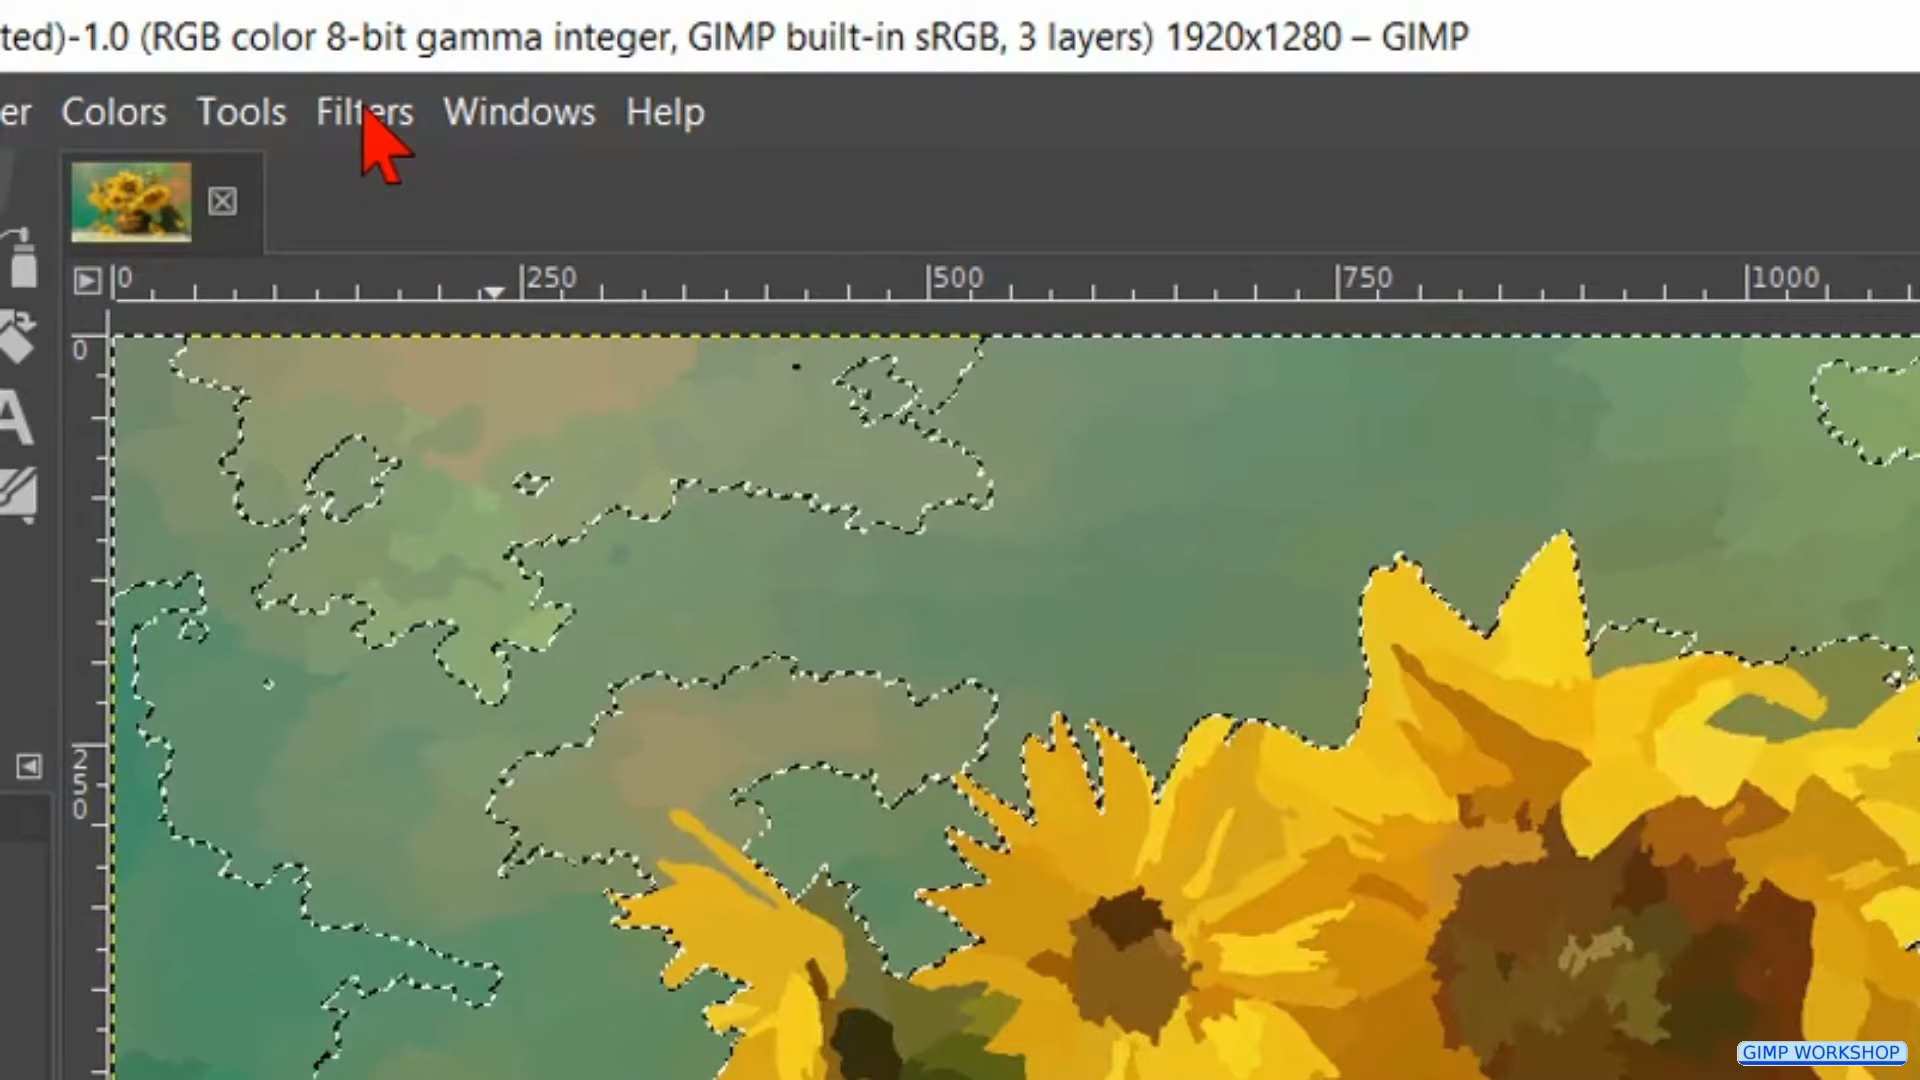 ted)-1.0 (RGB color 8-bit gamma integer, GIMP built-in sRGB, 3 layers) 1920x1280 – GIMP
er Colors Tools Filters Windows Help
0 250 500 750 1000
0
250
GIMP WORKSHOP